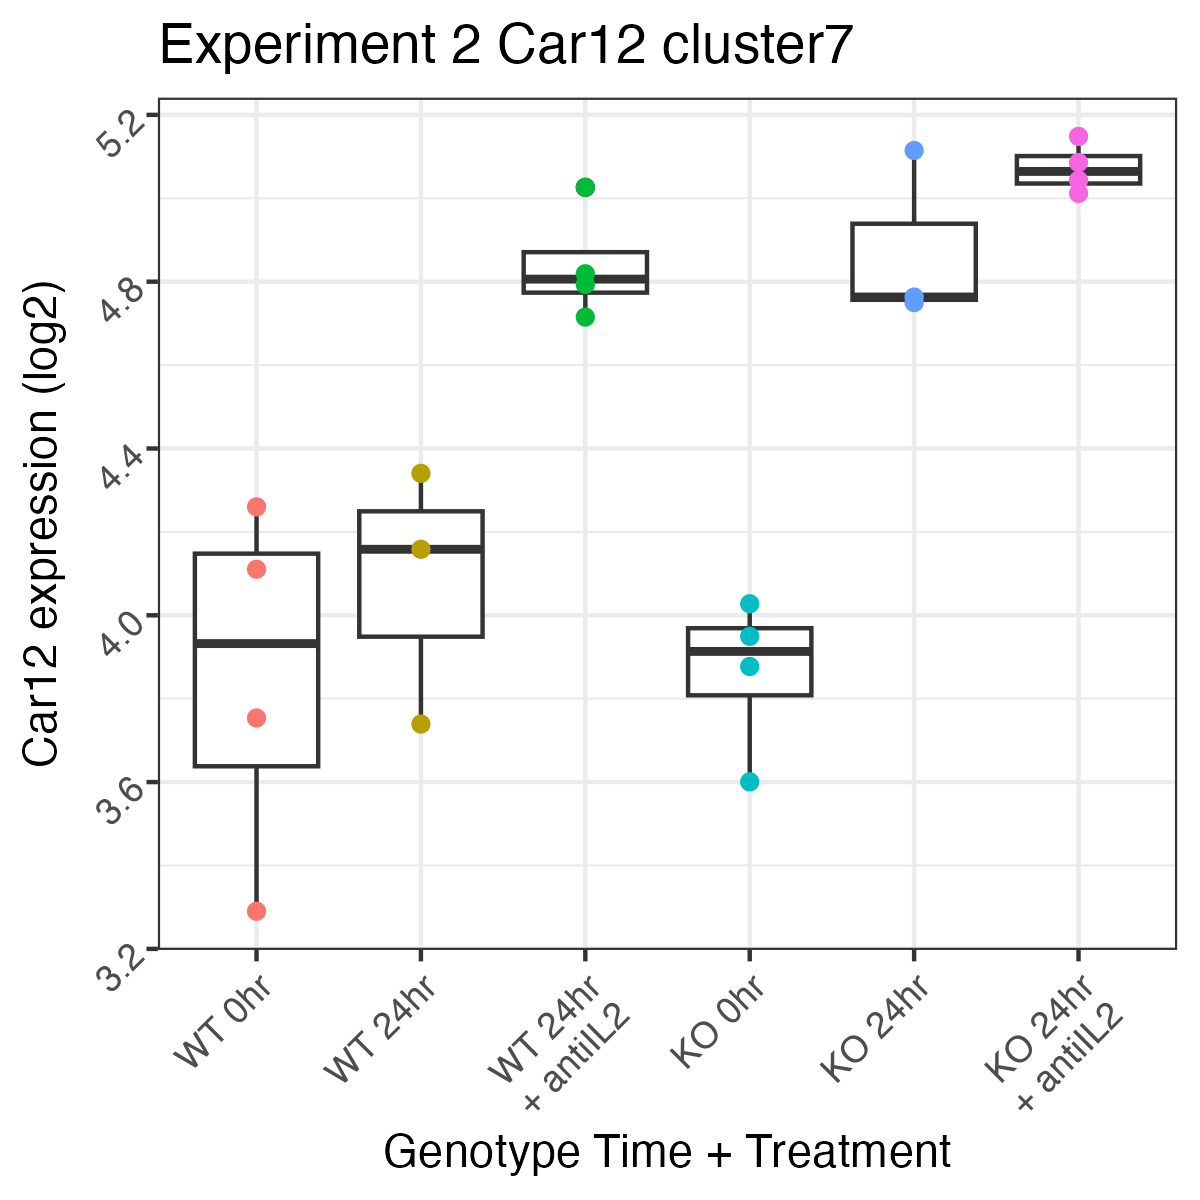 Experiment 2 Car12 cluster7
Car12 expression (log2)
5.2
4.8
4.4
4.0
3.6
3.2
WT 0hr
WT 24hr
WT 24hr
+ antiIL2
KO 0hr
KO 24hr
KO 24hr
+ antiIL2
Genotype Time + Treatment